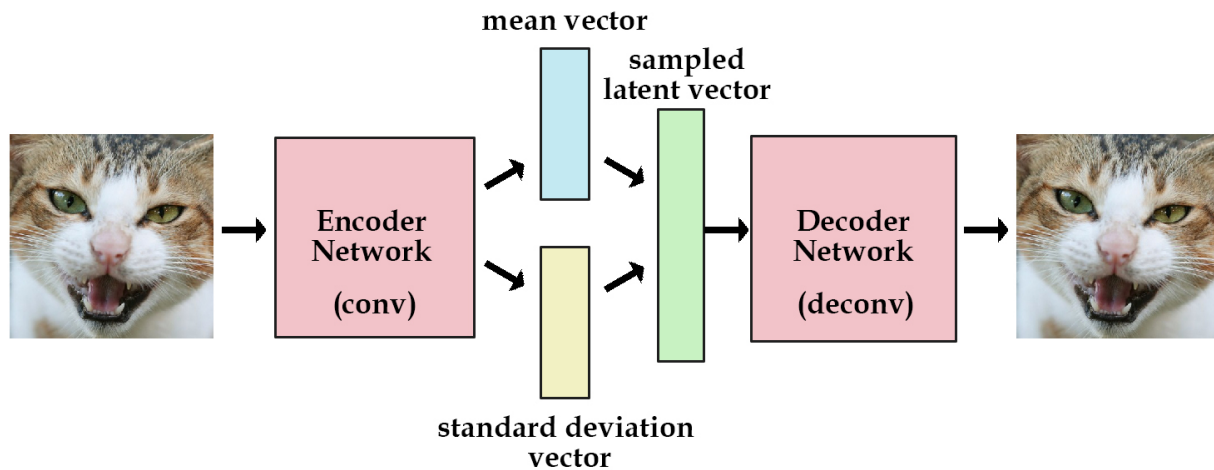 mean vector
sampled
latent vector
Encoder
Network
(conv)
Decoder
Network
(deconv)
standard deviation
vector